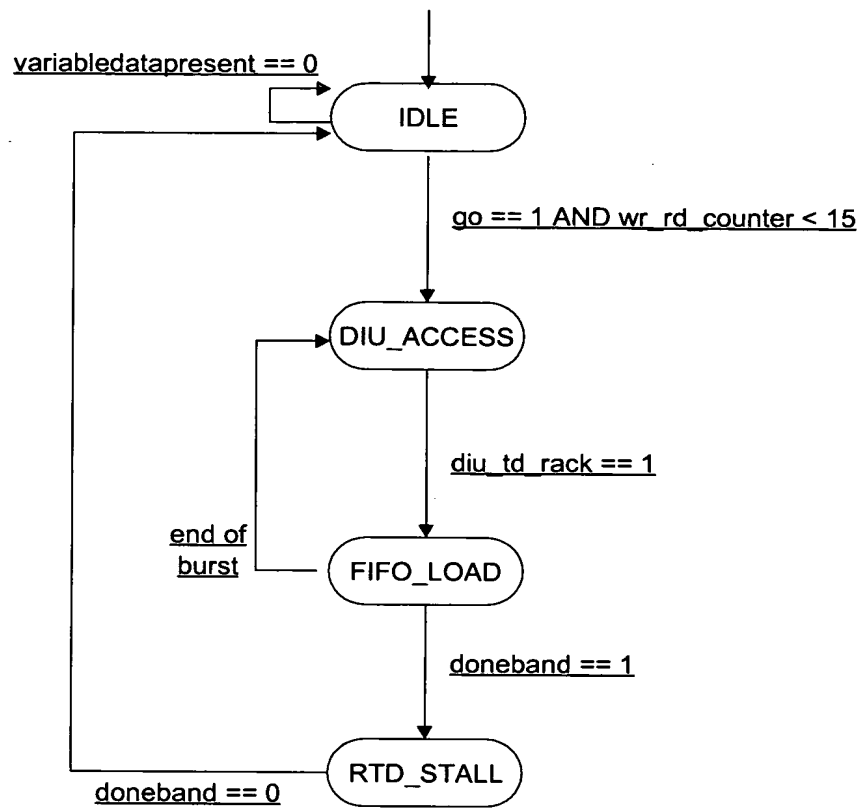 variabledatapresent == 0
IDLE
go == 1 AND wr_rd_counter < 15
DIU_ACCESS
diu_td_rack == 1
end of
burst
FIFO_LOAD
doneband == 1
RTD_STALL
doneband == 0